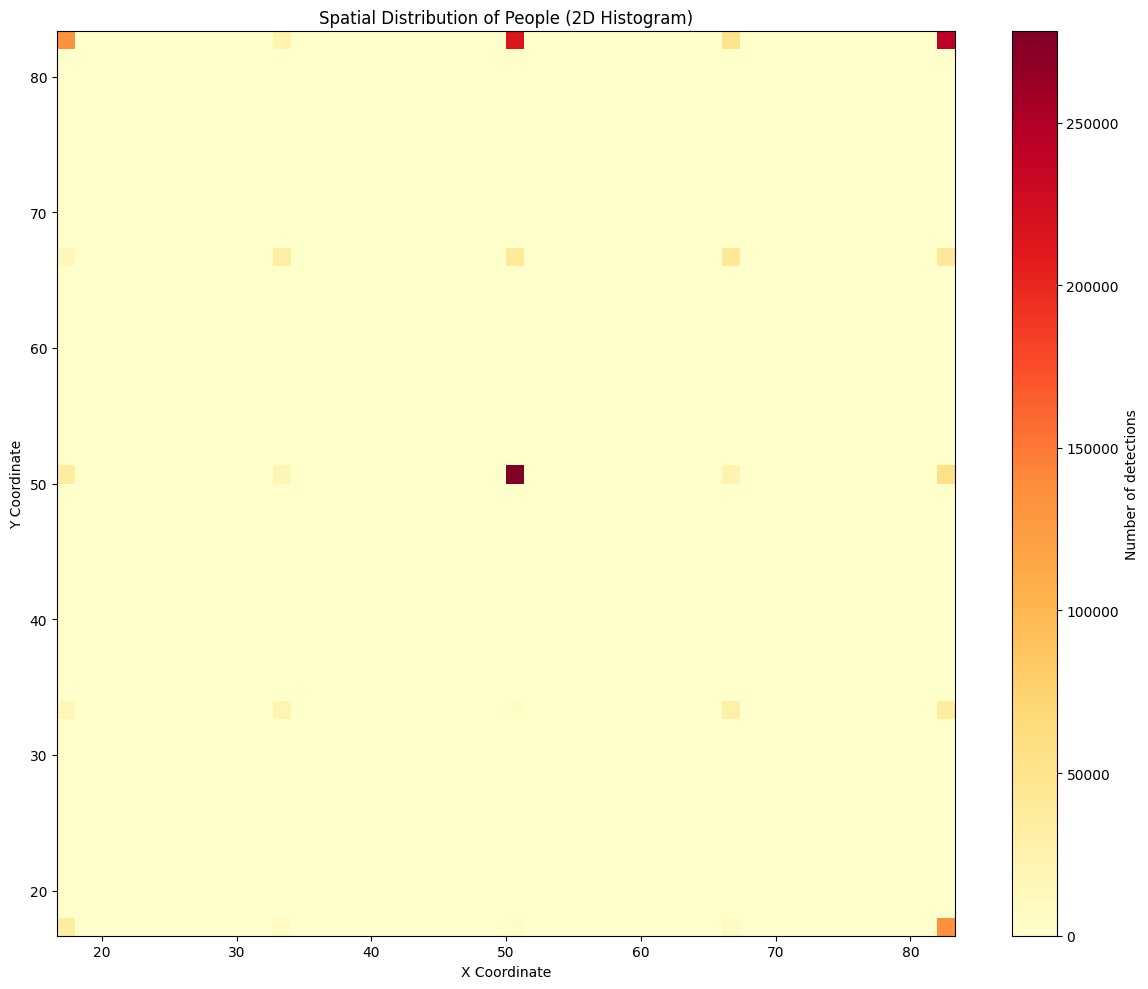 Spatial Distribution of People (2D Histogram)
80
70
60
50
40
30
20
Y Coordinate
20 30 40 50 60 70 80
X Coordinate
250000
200000
150000
100000
50000
0
Number of detections